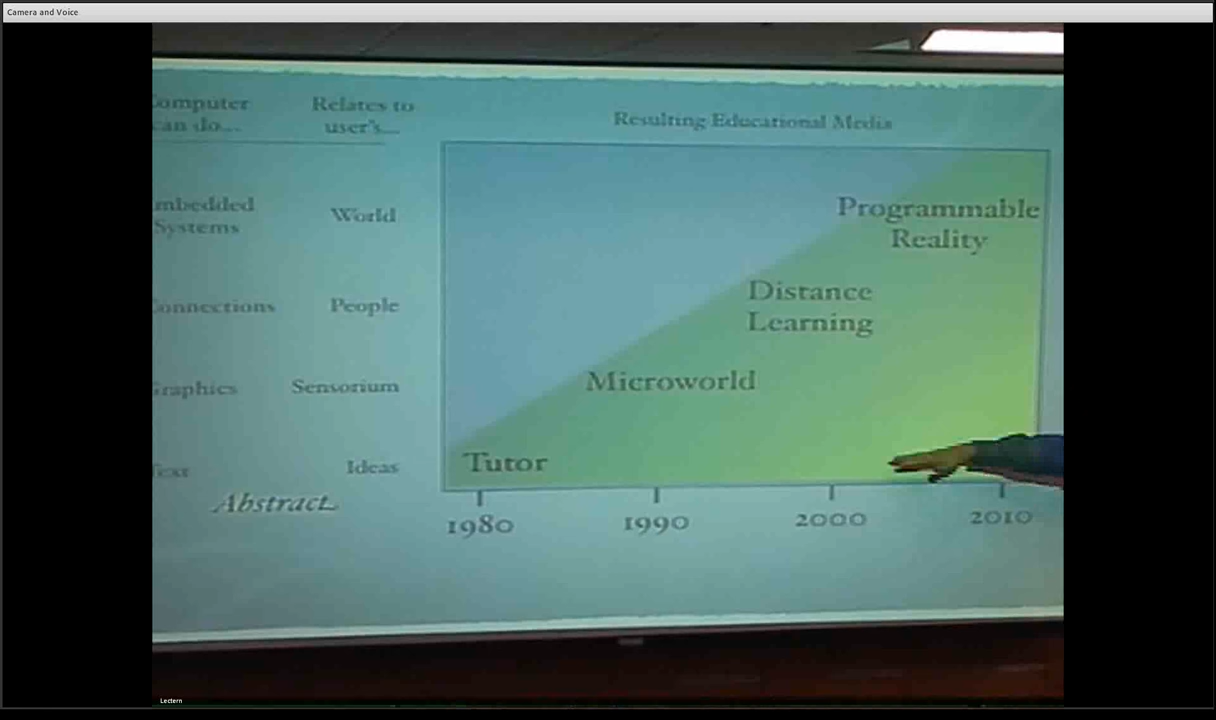 Camera and Voice
Computer
can do...
Relates to
user's...
Resulting Educational Media
Embedded
Systems
World
Programmable
Reality
Connections
People
Distance
Learning
Graphics
Sensorium
Microworld
Text
Ideas
Tutor
Abstract
1980
1990
2000
2010
Lectern